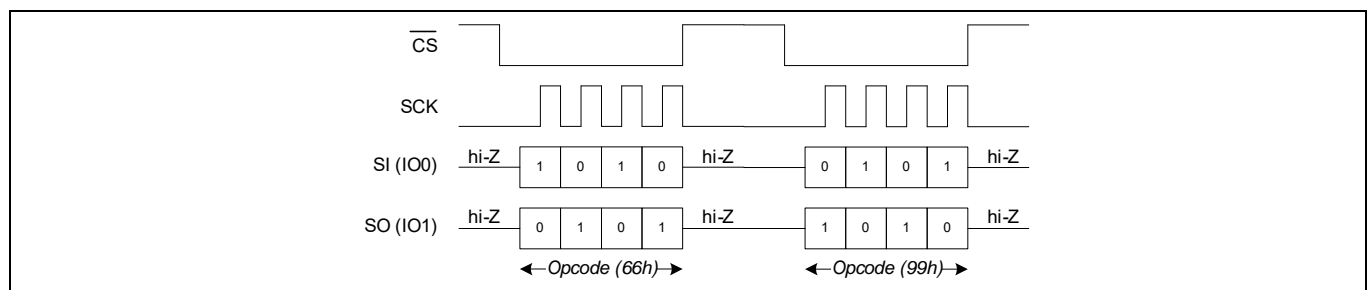 CS
SCK
SI (IO0) hi-Z 1 0 1 0 hi-Z 0 1 0 1 hi-Z
SO (IO1) hi-Z 0 1 0 1 hi-Z 1 0 1 0 hi-Z
Opcode (66h) Opcode (99h)